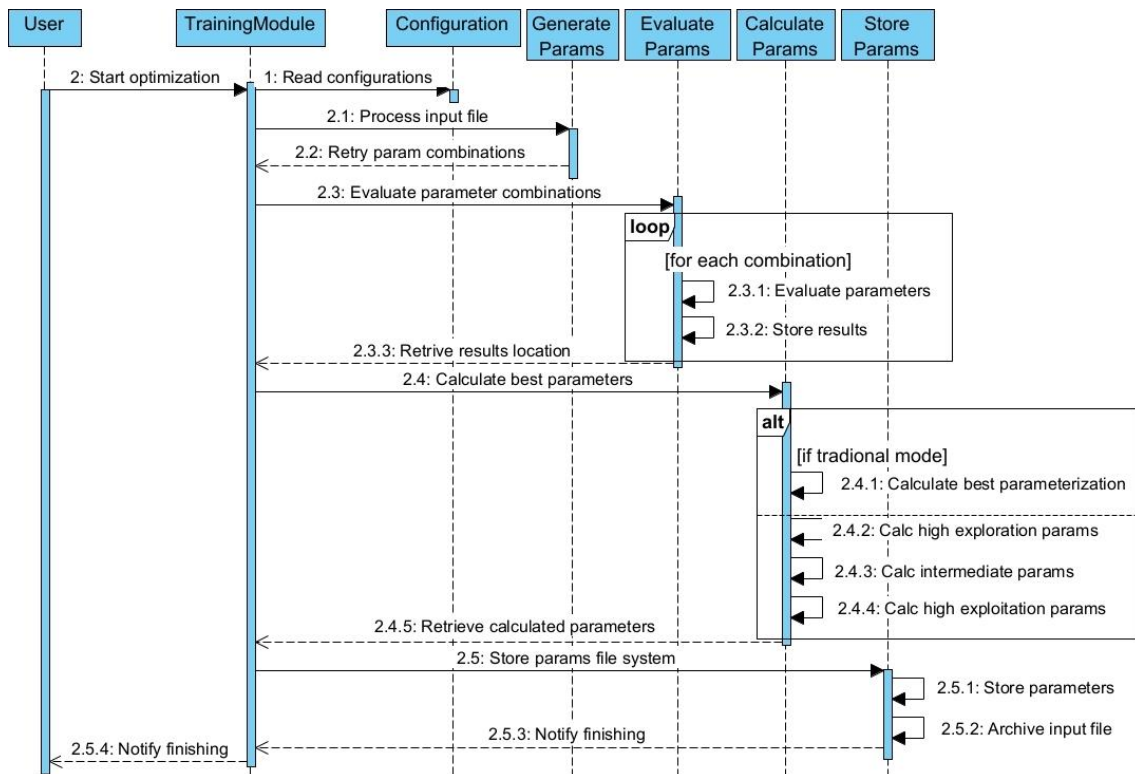 User
TrainingModule
Configuration
Generate
Params
Evaluate
Params
Calculate
Params
Store
Params
2: Start optimization
1: Read configurations
2.1: Process input file
2.2: Retry param combinations
2.3: Evaluate parameter combinations
loop
[for each combination]
2.3.1: Evaluate parameters
2.3.2: Store results
2.3.3: Retrive results location
2.4: Calculate best parameters
alt
[if tradional mode]
2.4.1: Calculate best parameterization
2.4.2: Calc high exploration params
2.4.3: Calc intermediate params
2.4.4: Calc high exploitation params
2.4.5: Retrieve calculated parameters
2.5: Store params file system
2.5.1: Store parameters
2.5.2: Archive input file
2.5.3: Notify finishing
2.5.4: Notify finishing